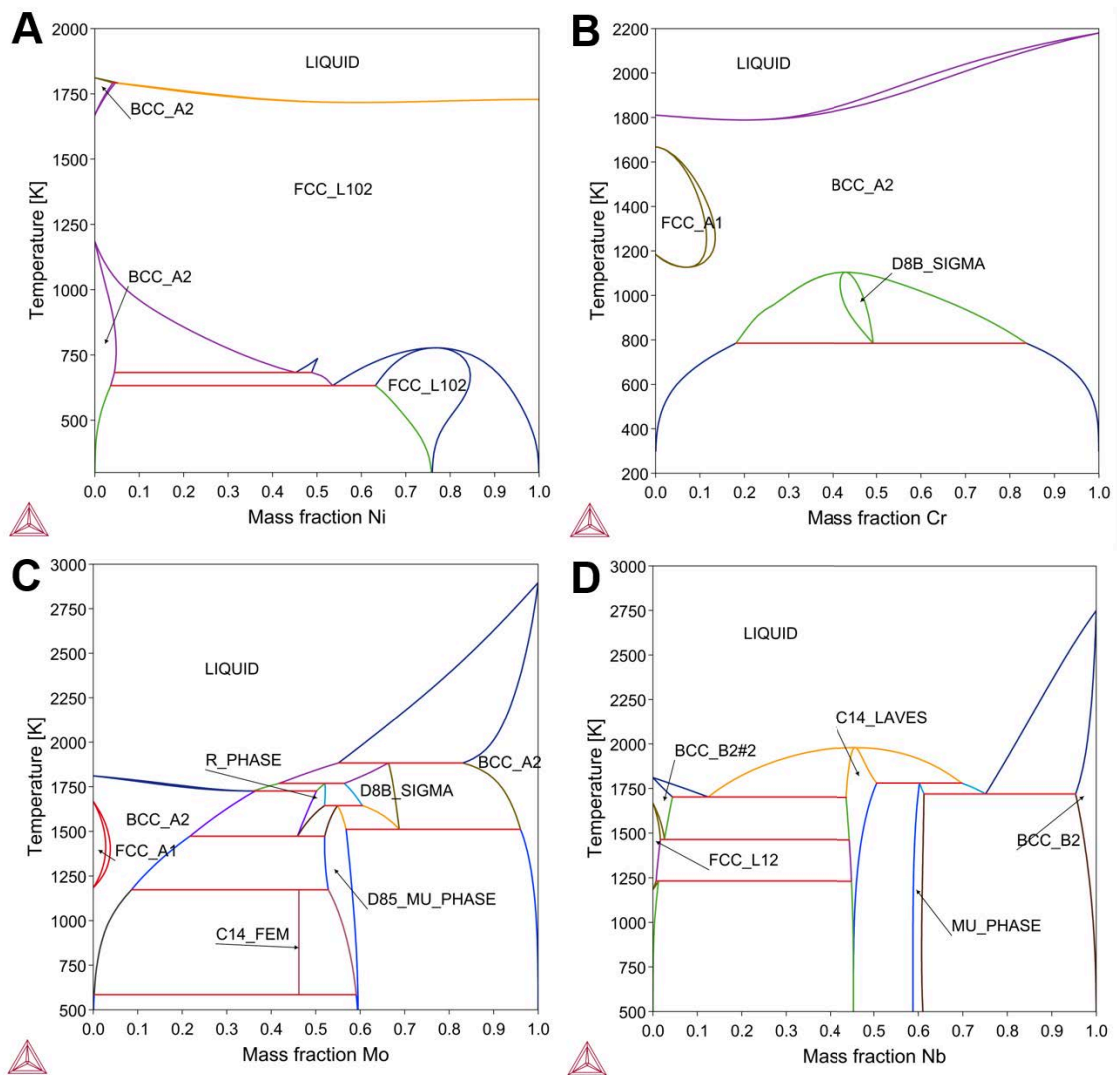 A
2000
1750
1500
1250
1000
750
500
Temperature [K]
LIQUID
BCC_A2
FCC_L102
BCC_A2
FCC_L102
0.0 0.1 0.2 0.3 0.4 0.5 0.6 0.7 0.8 0.9 1.0
Mass fraction Ni
B
2200
2000
1800
1600
1400
1200
1000
800
600
400
200
Temperature [K]
LIQUID
BCC_A2
FCC_A1
D8B_SIGMA
0.0 0.1 0.2 0.3 0.4 0.5 0.6 0.7 0.8 0.9 1.0
Mass fraction Cr
C
3000
2750
2500
2250
2000
1750
1500
1250
1000
750
500
Temperature [K]
LIQUID
R_PHASE
BCC_A2
D8B_SIGMA
BCC_A2
FCC_A1
D85_MU_PHASE
C14_FEM
0.0 0.1 0.2 0.3 0.4 0.5 0.6 0.7 0.8 0.9 1.0
Mass fraction Mo
D
3000
2750
2500
2250
2000
1750
1500
1250
1000
750
500
Temperature [K]
LIQUID
C14_LAVES
BCC_B2#2
BCC_B2
FCC_L12
MU_PHASE
0.0 0.1 0.2 0.3 0.4 0.5 0.6 0.7 0.8 0.9 1.0
Mass fraction Nb